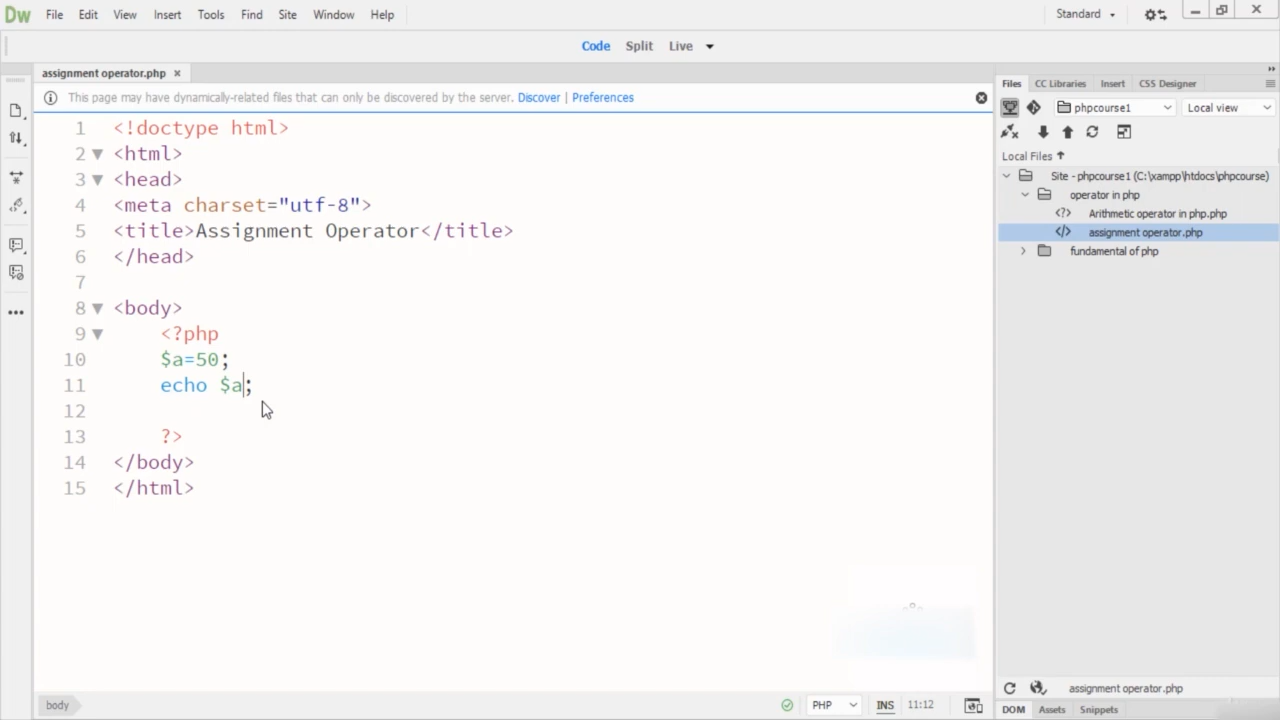 Dw File Edit View Insert Tools Find Site Window Help Standard
Code Split Live
assignment operator.php ×
This page may have dynamically-related files that can only be discovered by the server. Discover | Preferences
1 <!doctype html>
2 <html>
3 <head>
4 <meta charset="utf-8">
5 <title>Assignment Operator</title>
6 </head>
7
8 <body>
9 <?php
10 $a=50;
11 echo $a;
12
13 ?>
14 </body>
15 </html>
body PHP INS 11:12
Files CC Libraries Insert CSS Designer
phpcourse1 Local view
Local Files
Site - phpcourse1 (C:\xampp\htdocs\phpcourse)
operator in php
<?> Arithmetic operator in php.php
</> assignment operator.php
fundamental of php
assignment operator.php
DOM Assets Snippets